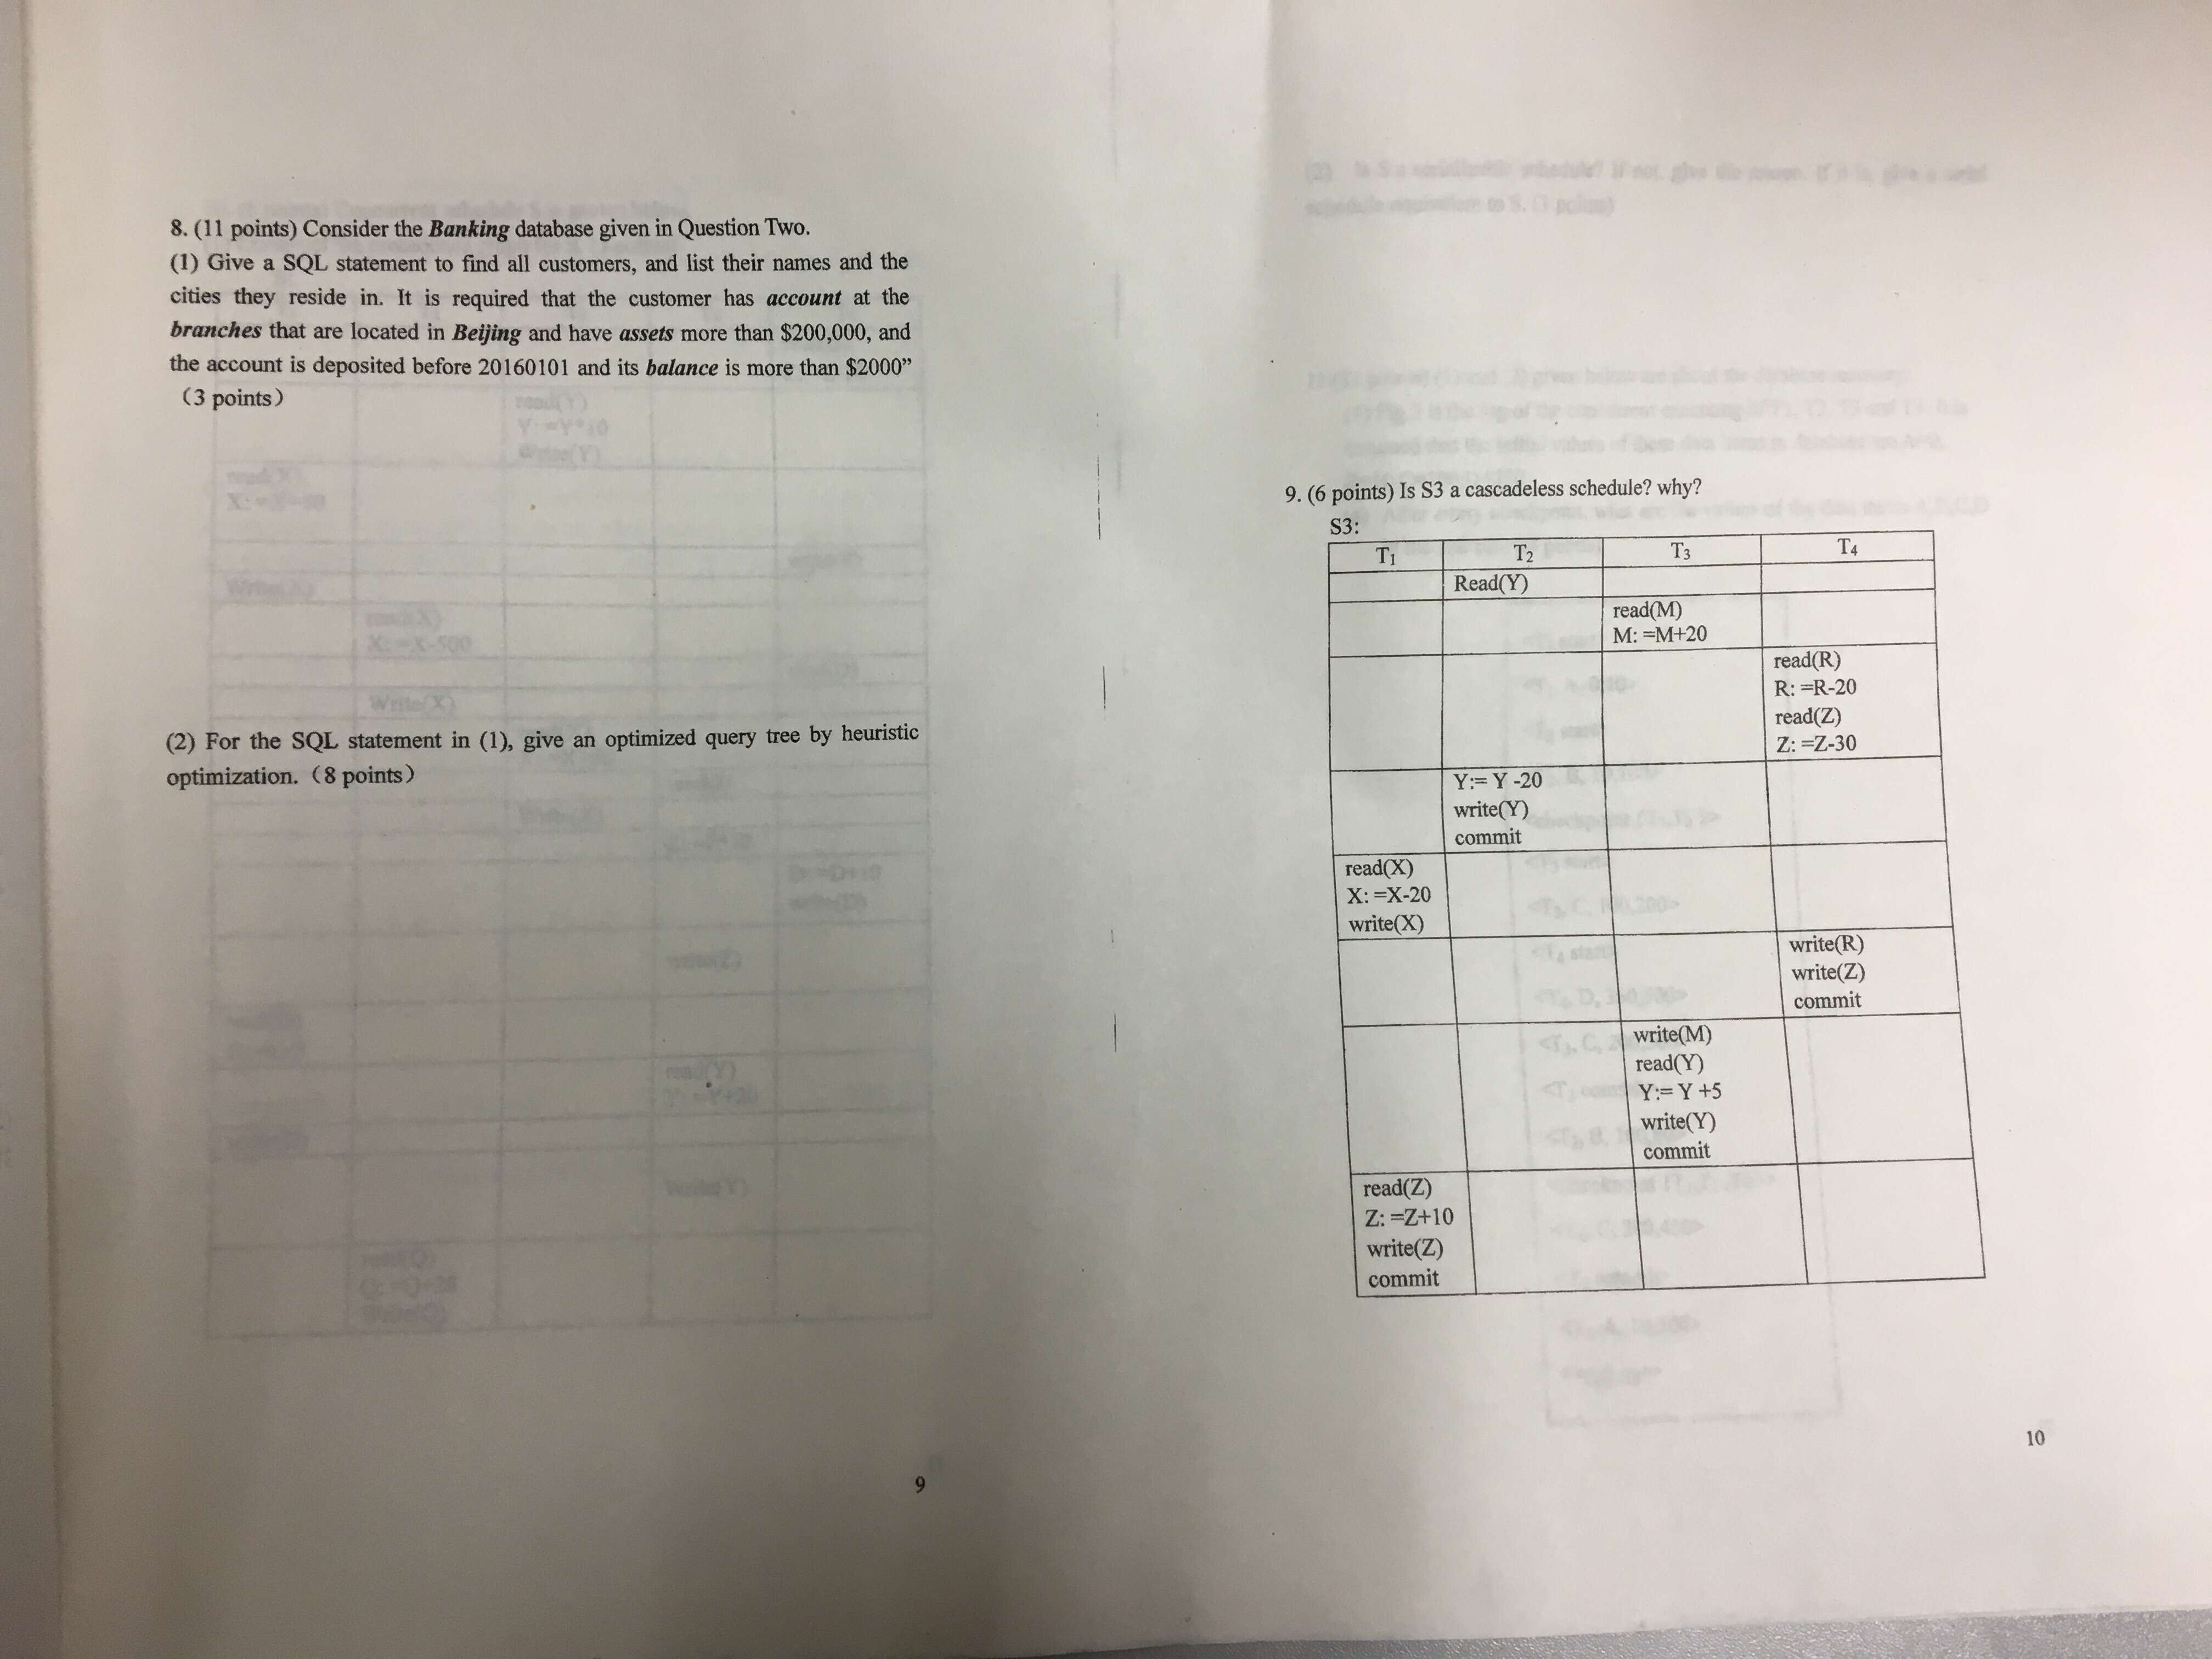 8. (11 points) Consider the Banking database given in Question Two.
(1) Give a SQL statement to find all customers, and list their names and the
cities they reside in. It is required that the customer has account at the
branches that are located in Beijing and have assets more than $200,000, and
the account is deposited before 20160101 and its balance is more than $2000”
（3 points）
(2) For the SQL statement in (1), give an optimized query tree by heuristic
optimization.（8 points）
9
9. (6 points) Is S3 a cascadeless schedule? why?
S3:
T1 T2 T3 T4
Read(Y)
read(M)
M: =M+20
read(R)
R: =R-20
read(Z)
Z: =Z-30
Y:= Y -20
write(Y)
commit
read(X)
X: =X-20
write(X)
write(R)
write(Z)
commit
write(M)
read(Y)
Y:= Y +5
write(Y)
commit
read(Z)
Z: =Z+10
write(Z)
commit
10